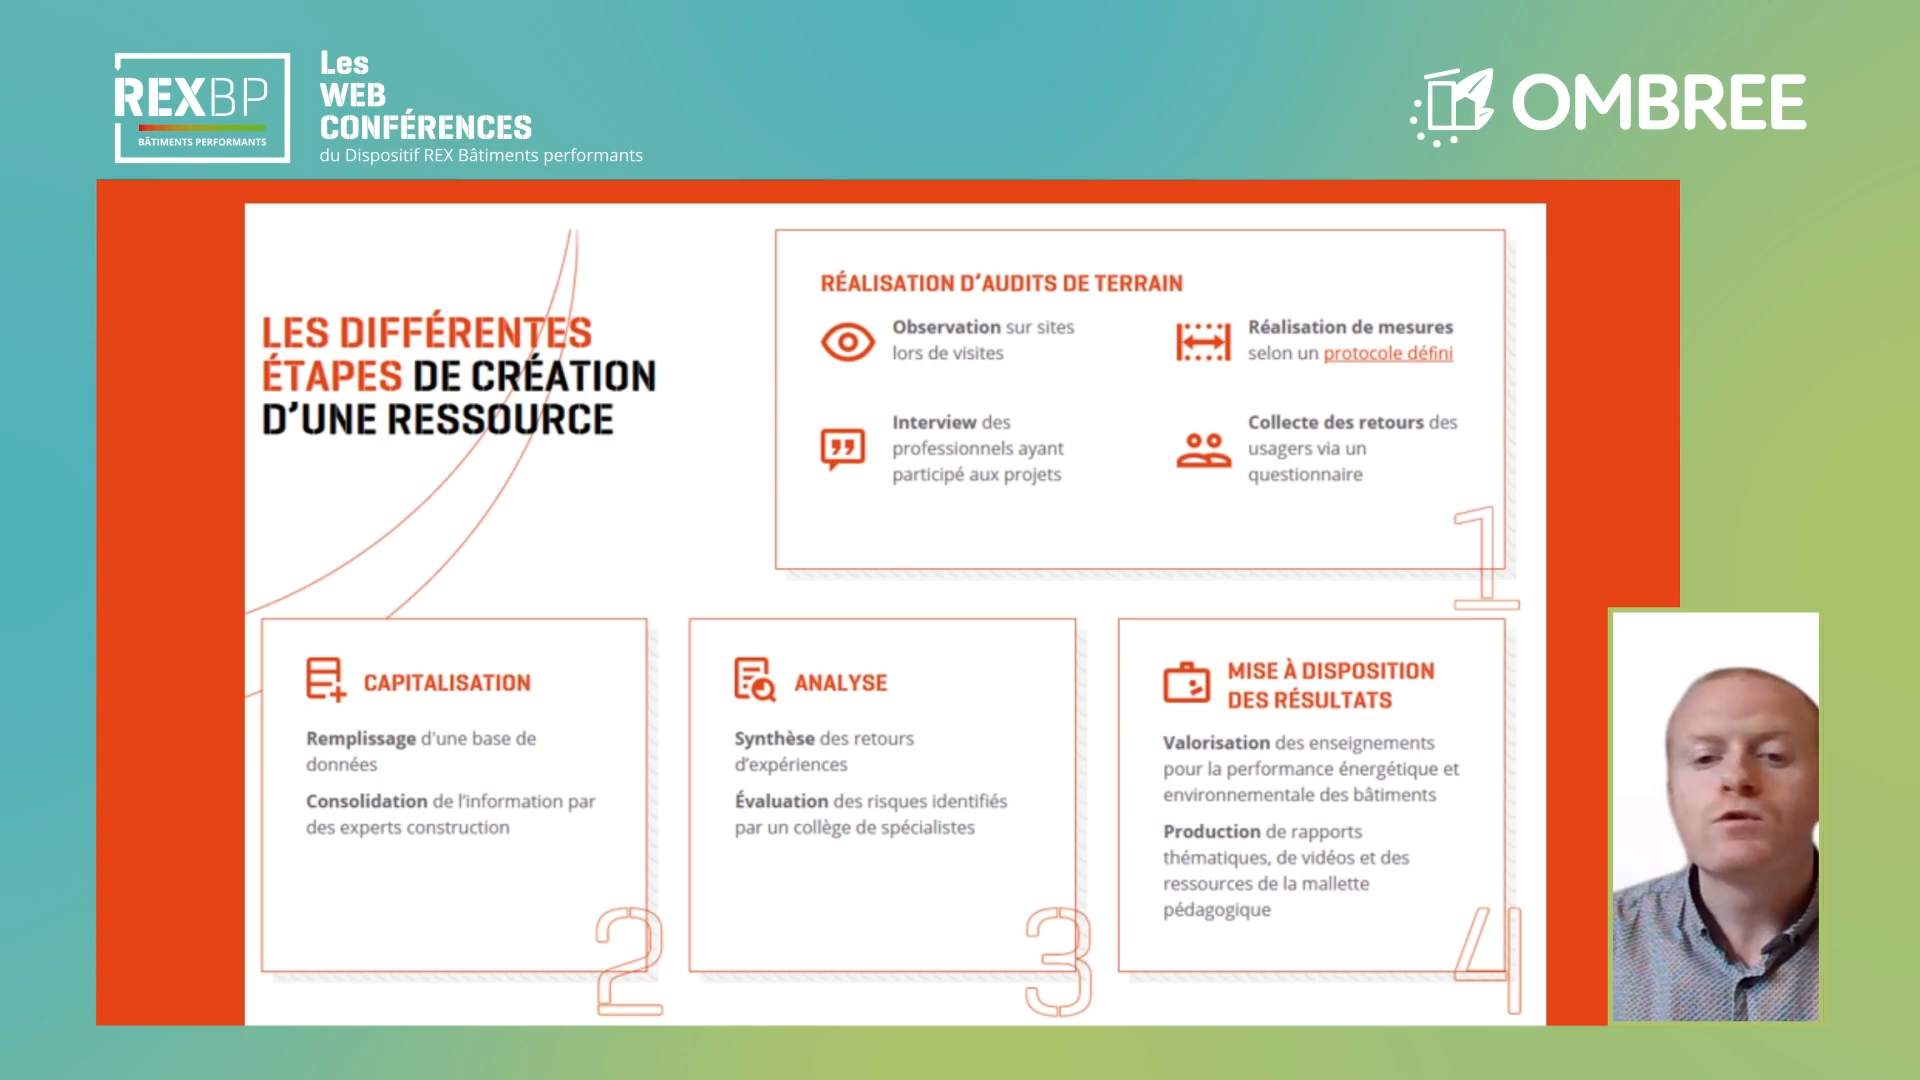 REXBP
BÂTIMENTS PERFORMANTS
Les
WEB
CONFÉRENCES
du Dispositif REX Bâtiments performants
OMBREE
LES DIFFÉRENTES
ÉTAPES DE CRÉATION
D’UNE RESSOURCE
RÉALISATION D’AUDITS DE TERRAIN
Observation sur sites
lors de visites
Réalisation de mesures
selon un protocole défini
Interview des
professionnels ayant
participé aux projets
Collecte des retours des
usagers via un
questionnaire
1
CAPITALISATION
Remplissage d'une base de
données
Consolidation de l’information par
des experts construction
2
ANALYSE
Synthèse des retours
d’expériences
Évaluation des risques identifiés
par un collège de spécialistes
3
MISE À DISPOSITION
DES RÉSULTATS
Valorisation des enseignements
pour la performance énergétique et
environnementale des bâtiments
Production de rapports
thématiques, de vidéos et des
ressources de la mallette
pédagogique
4